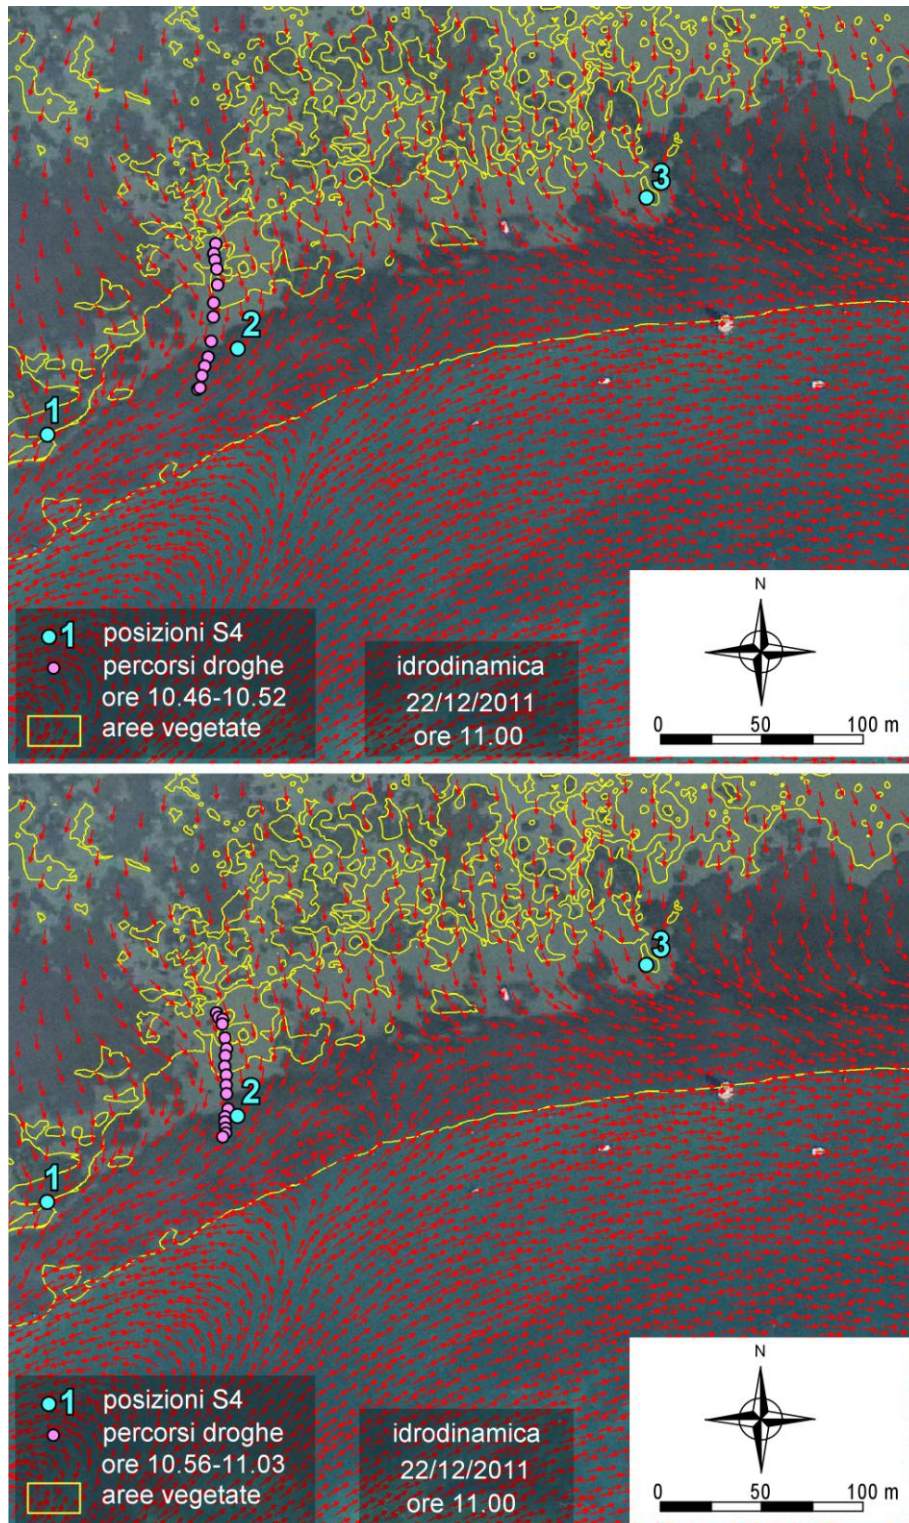 3
2
1
1 posizioni S4
percorsi droghe
ore 10.46-10.52
aree vegetate
idrodinamica
22/12/2011
ore 11.00
N
0 50 100 m
3
2
1
1 posizioni S4
percorsi droghe
ore 10.56-11.03
aree vegetate
idrodinamica
22/12/2011
ore 11.00
N
0 50 100 m